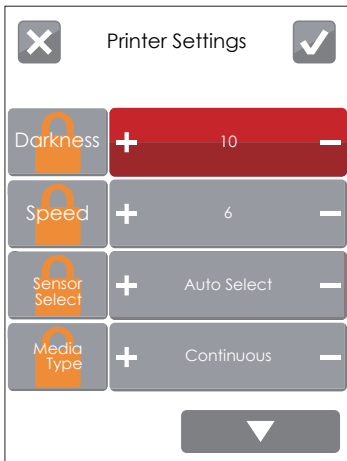 Printer Settings
Darkness + 10 −
Speed + 6 −
Sensor
Select
+ Auto Select −
Media
Type
+ Continuous −